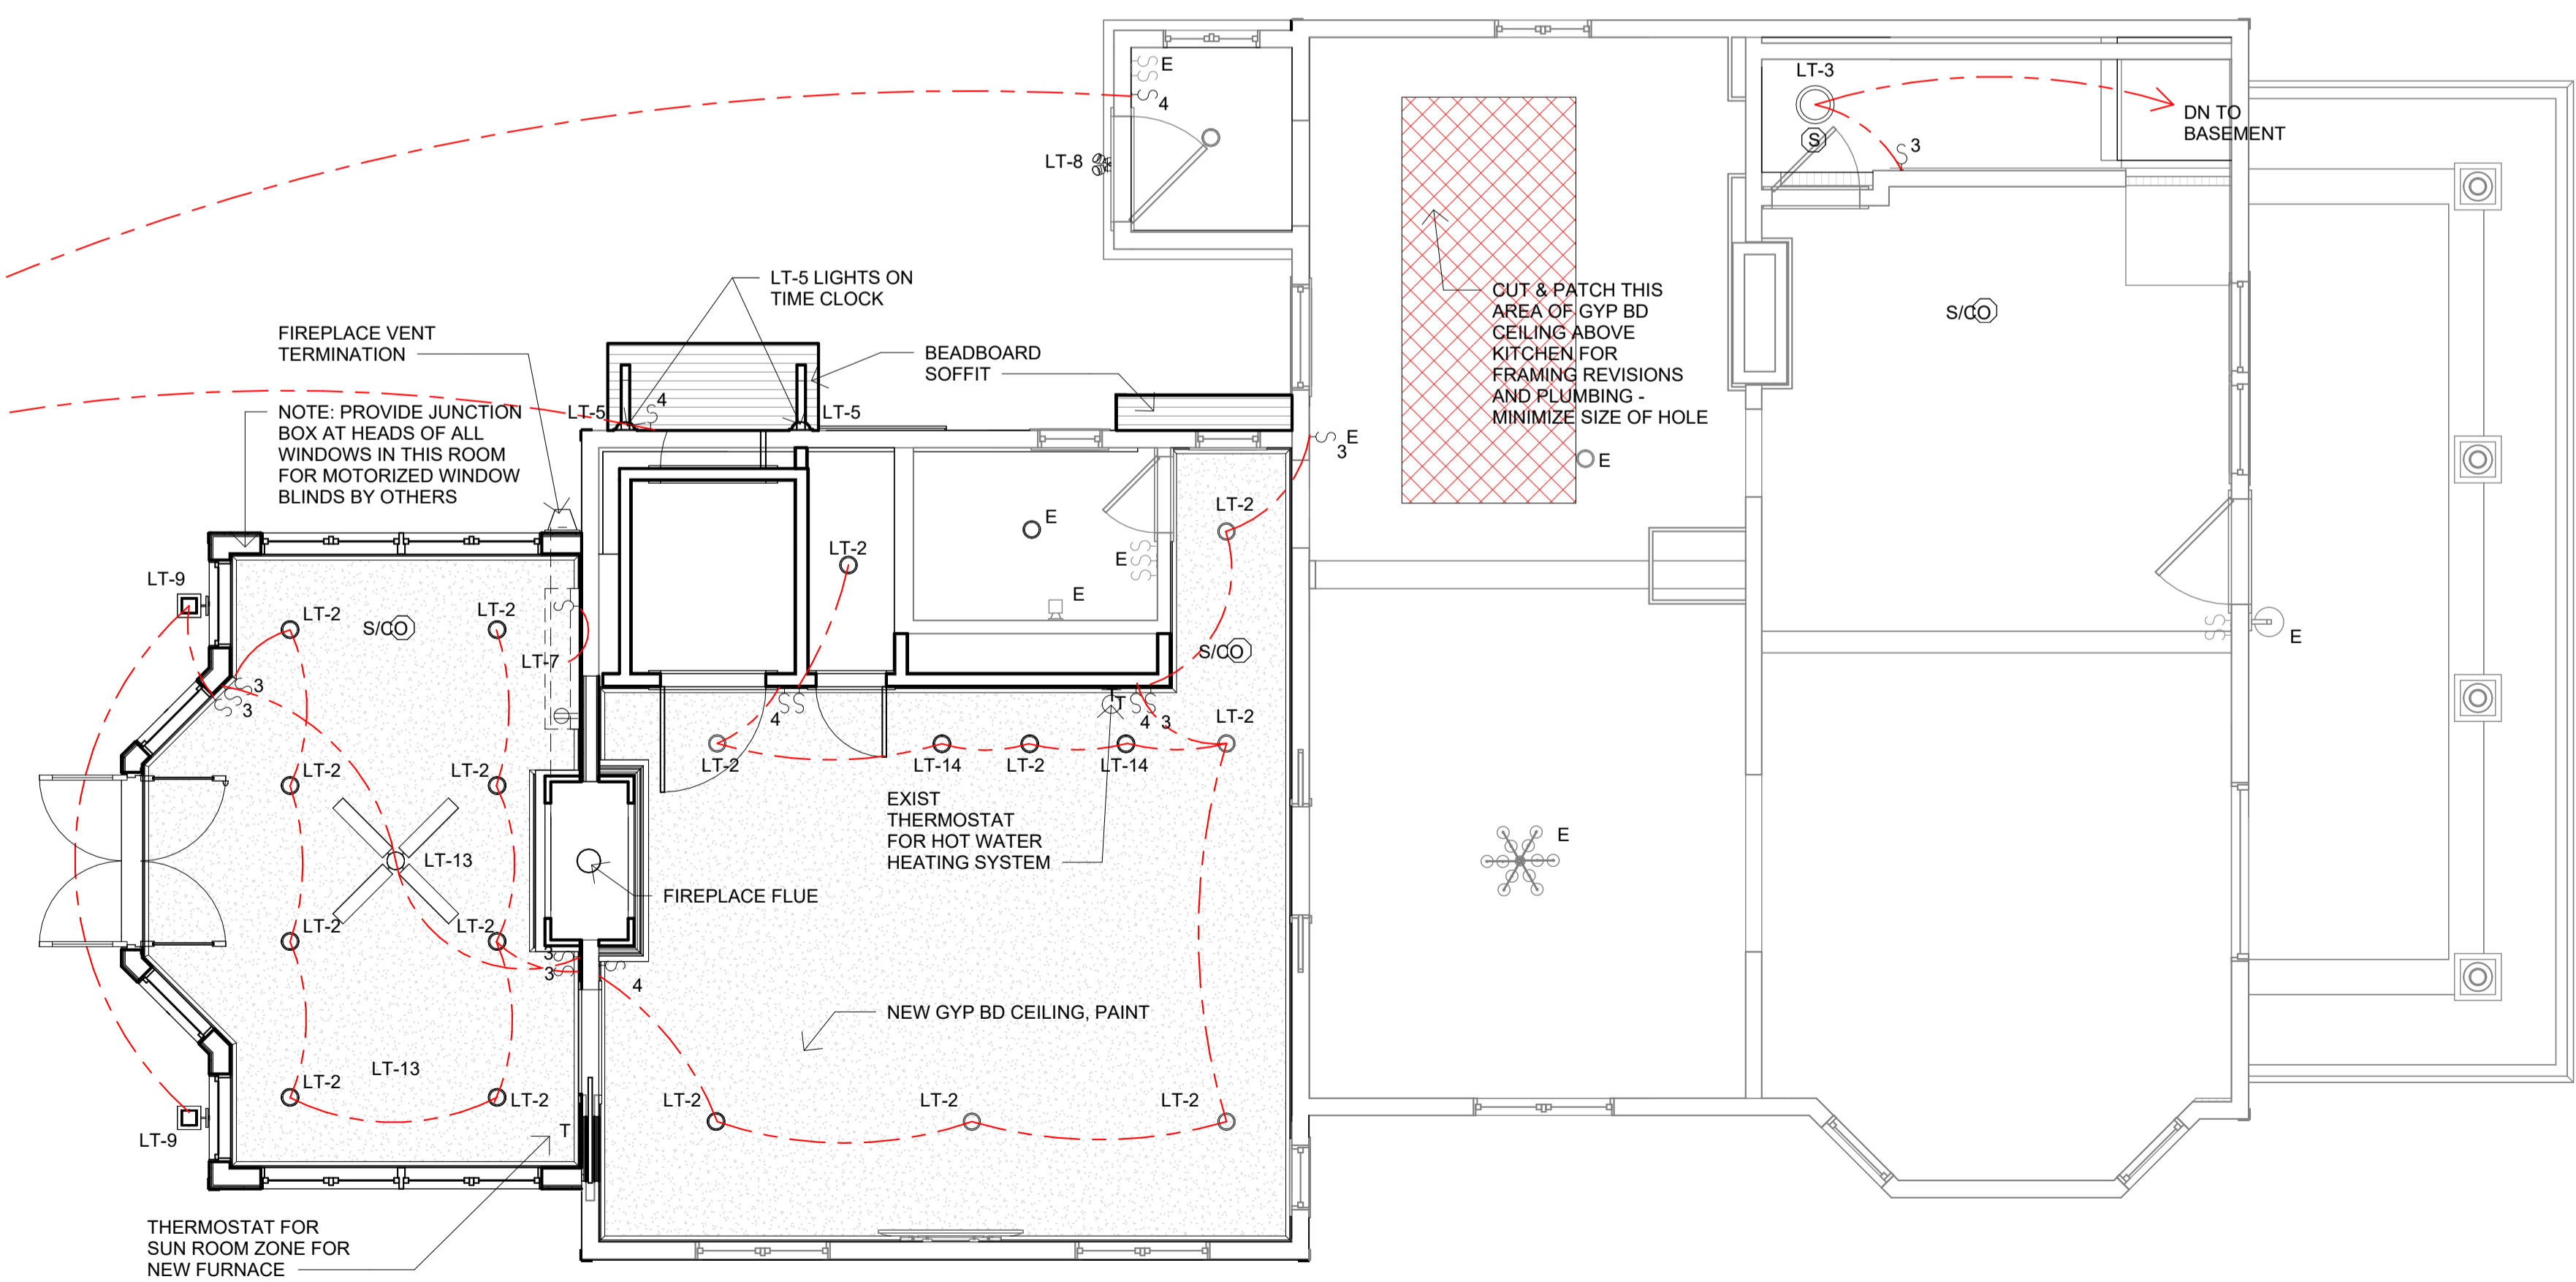 E
4
LT-8
LT-3
S
3
DN TO
BASEMENT
LT-5 LIGHTS ON
TIME CLOCK
FIREPLACE VENT
TERMINATION
BEADBOARD
SOFFIT
CUT & PATCH THIS
AREA OF GYP BD
CEILING ABOVE
KITCHEN FOR
FRAMING REVISIONS
AND PLUMBING -
MINIMIZE SIZE OF HOLE
S/CO
NOTE: PROVIDE JUNCTION
BOX AT HEADS OF ALL
WINDOWS IN THIS ROOM
FOR MOTORIZED WINDOW
BLINDS BY OTHERS
LT-5
4
LT-5
E
3
E
LT-2
E
LT-2
E
E
LT-9
LT-2
S/CO
LT-2
LT-7
S/CO
E
3
3
4
T
4
3
LT-2
LT-2
LT-14
LT-2
LT-14
LT-2
LT-2
LT-13
EXIST
THERMOSTAT
FOR HOT WATER
HEATING SYSTEM
E
FIREPLACE FLUE
LT-2
LT-2
3
3
4
NEW GYP BD CEILING, PAINT
LT-13
LT-2
LT-2
LT-2
LT-2
LT-2
LT-9
T
THERMOSTAT FOR
SUN ROOM ZONE FOR
NEW FURNACE